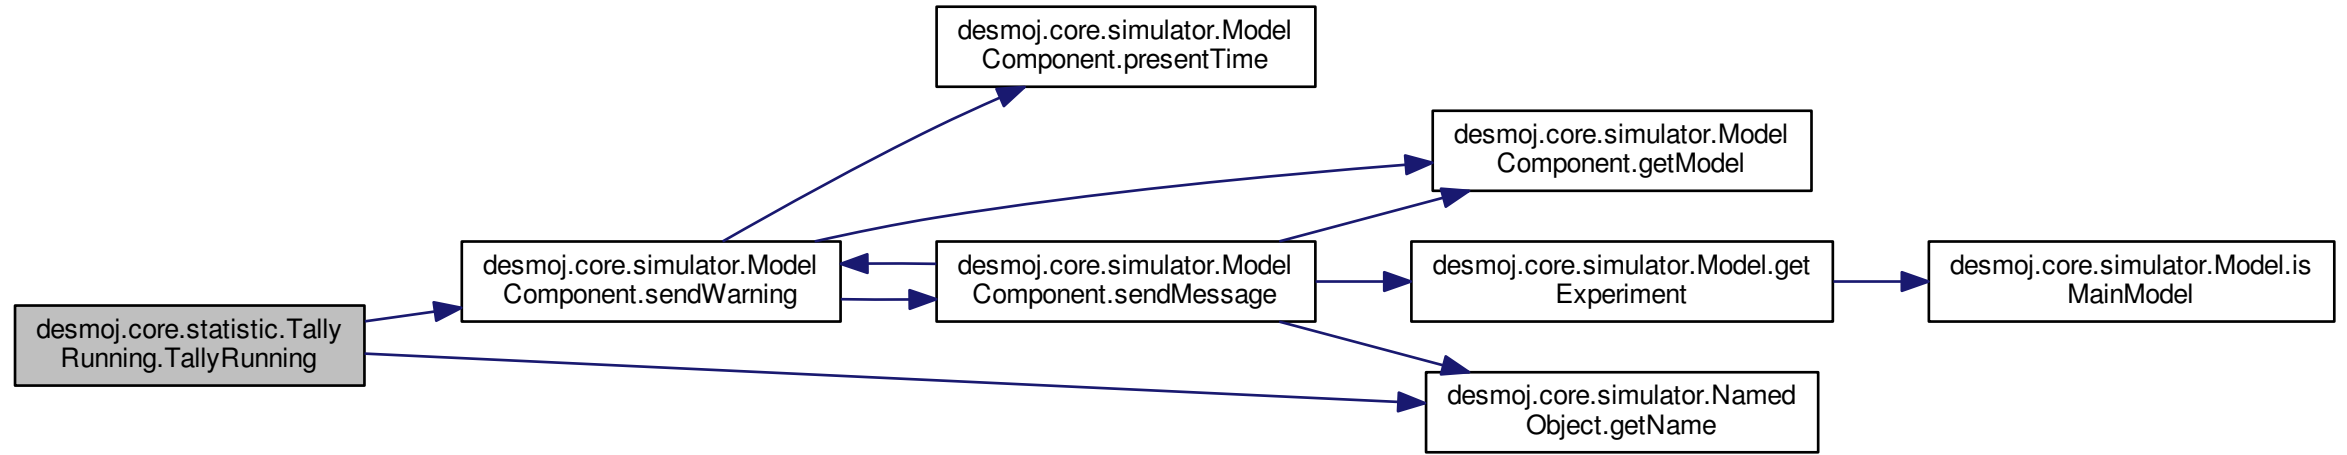 desmoj.core.simulator.Model
Component.presentTime
desmoj.core.simulator.Model
Component.getModel
desmoj.core.simulator.Model
Component.sendWarning
desmoj.core.simulator.Model
Component.sendMessage
desmoj.core.simulator.Model.get
Experiment
desmoj.core.simulator.Model.is
MainModel
desmoj.core.statistic.Tally
Running.TallyRunning
desmoj.core.simulator.Named
Object.getName